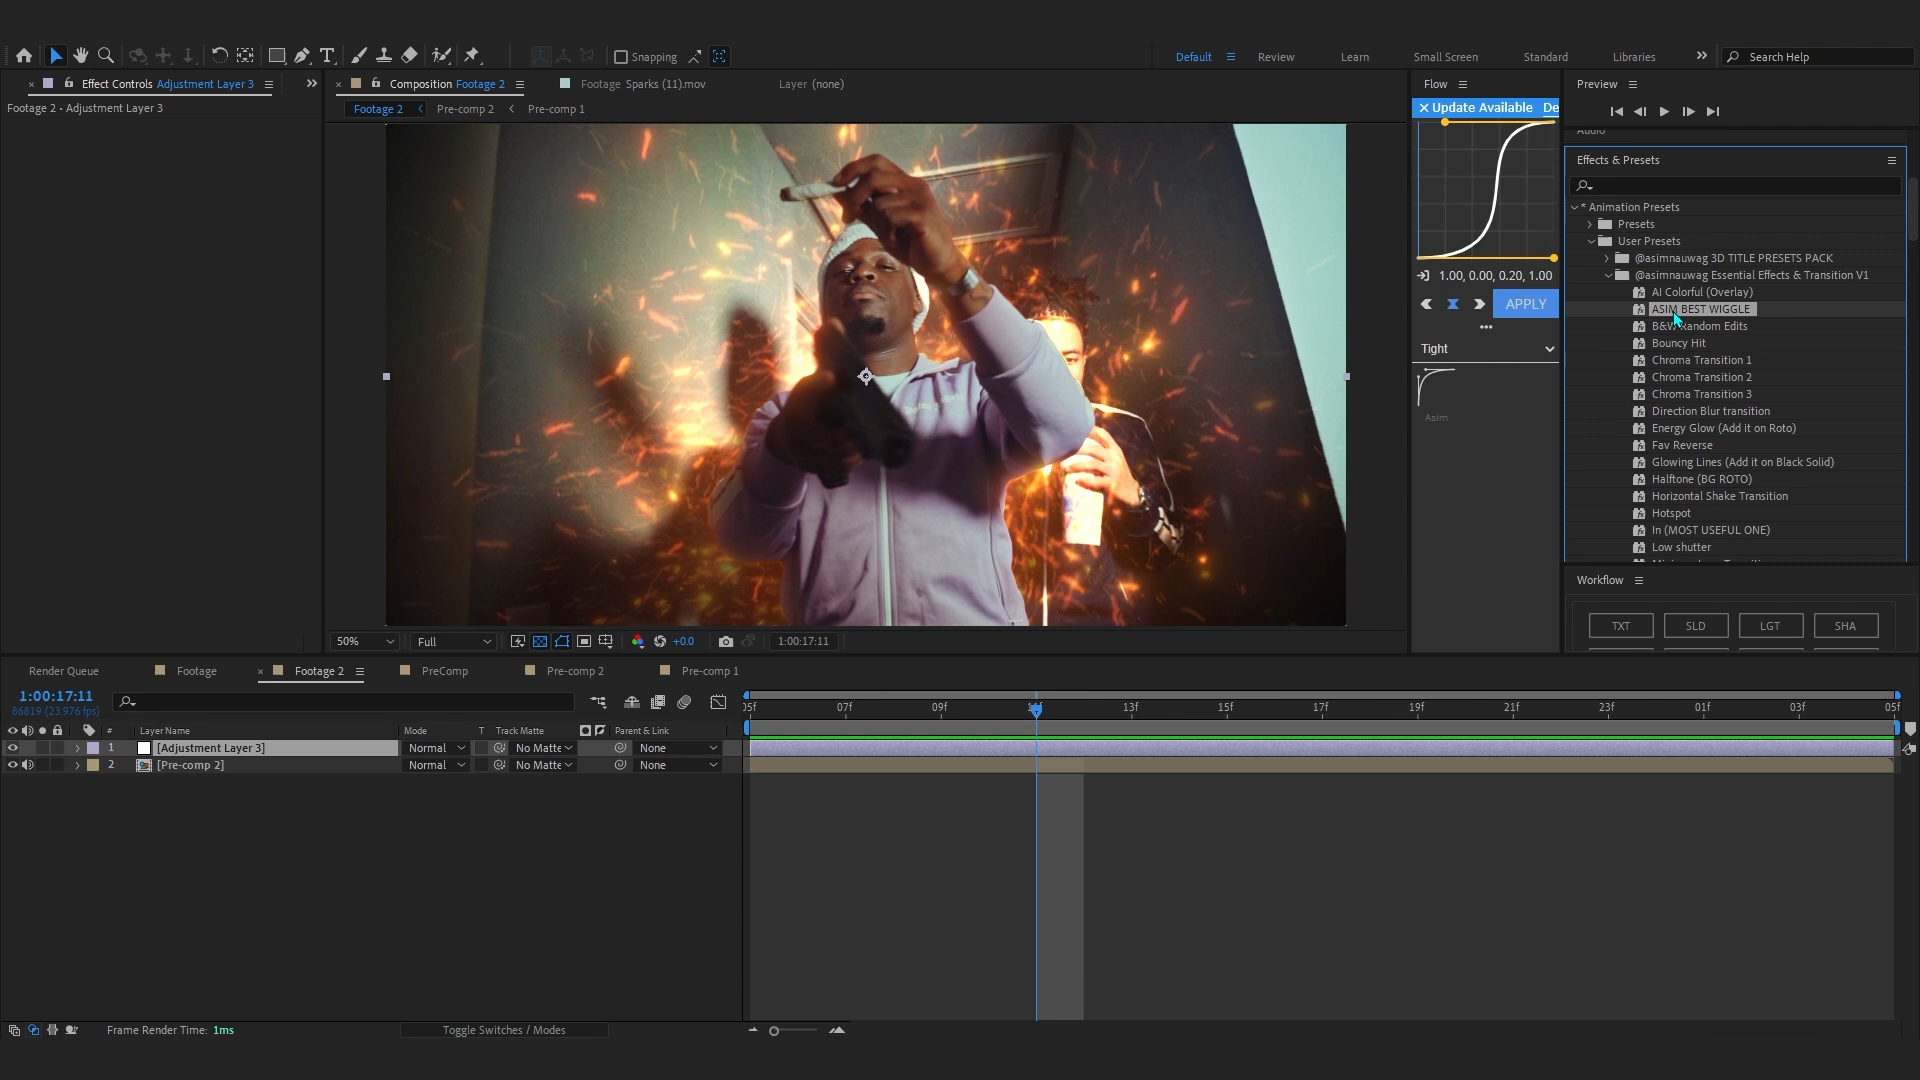 Snapping
Default
Review
Learn
Small Screen
Standard
Libraries
Search Help
Effect Controls Adjustment Layer 3
Composition Footage 2
Footage Sparks (11).mov
Layer (none)
Flow
Preview
Footage 2 • Adjustment Layer 3
Footage 2
Pre-comp 2
Pre-comp 1
Update Available De
Audio
Effects & Presets
* Animation Presets
Presets
User Presets
@asimnauwag 3D TITLE PRESETS PACK
@asimnauwag Essential Effects & Transition V1
AI Colorful (Overlay)
ASIM BEST WIGGLE
B&W Random Edits
Bouncy Hit
Chroma Transition 1
Chroma Transition 2
Chroma Transition 3
Direction Blur transition
Energy Glow (Add it on Roto)
Fav Reverse
Glowing Lines (Add it on Black Solid)
Halftone (BG ROTO)
Horizontal Shake Transition
Hotspot
In (MOST USEFUL ONE)
Low shutter
1.00, 0.00, 0.20, 1.00
APPLY
Tight
Asim
Workflow
TXT
SLD
LGT
SHA
50%
Full
+0.0
1:00:17:11
Render Queue
Footage
Footage 2
PreComp
Pre-comp 2
Pre-comp 1
1:00:17:11
86819 (23.976 fps)
05f
07f
09f
13f
15f
17f
19f
21f
23f
01f
03f
05f
# Layer Name
Mode
T Track Matte
Parent & Link
1 [Adjustment Layer 3]
Normal
No Matte
None
2 [Pre-comp 2]
Normal
No Matte
None
Frame Render Time: 1ms
Toggle Switches / Modes